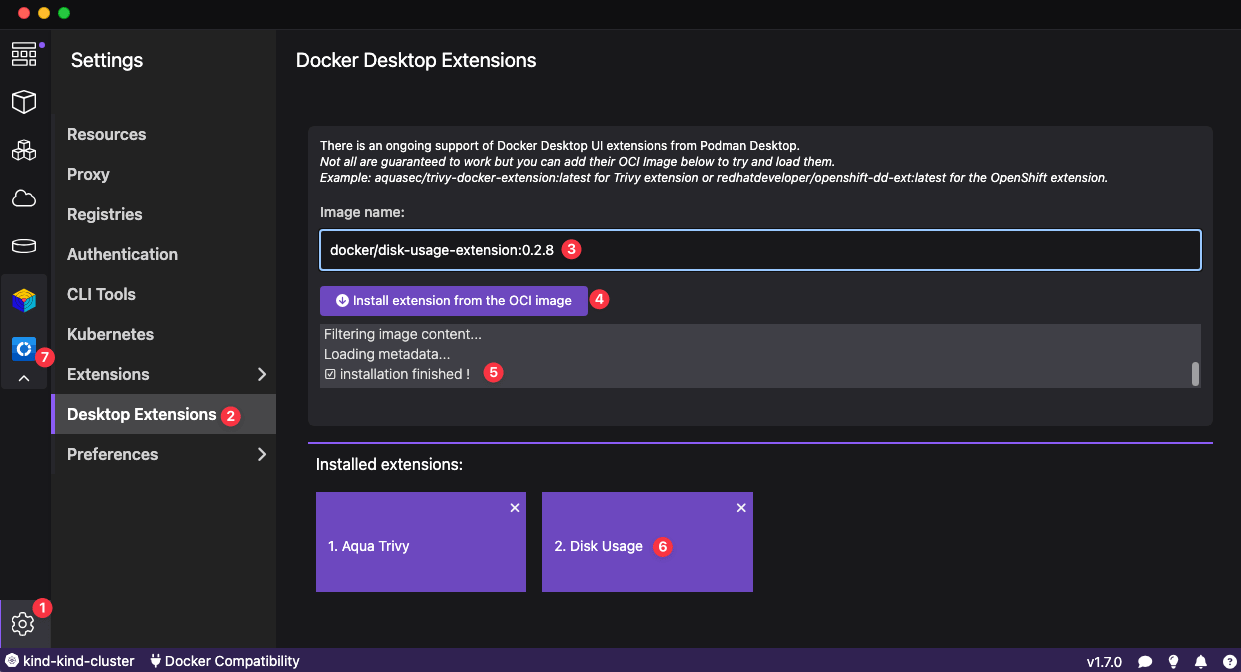 Settings
Resources
Proxy
Registries
Authentication
CLI Tools
Kubernetes
7
Extensions
Desktop Extensions 2
Preferences
1
Docker Desktop Extensions
There is an ongoing support of Docker Desktop UI extensions from Podman Desktop.
Not all are guaranteed to work but you can add their OCI Image below to try and load them.
Example: aquasec/trivy-docker-extension:latest for Trivy extension or redhatdeveloper/openshift-dd-ext:latest for the OpenShift extension.
Image name:
docker/disk-usage-extension:0.2.8 3
Install extension from the OCI image 4
Filtering image content...
Loading metadata...
☑ installation finished ! 5
Installed extensions:
1. Aqua Trivy
2. Disk Usage 6
kind-kind-cluster Docker Compatibility v1.7.0